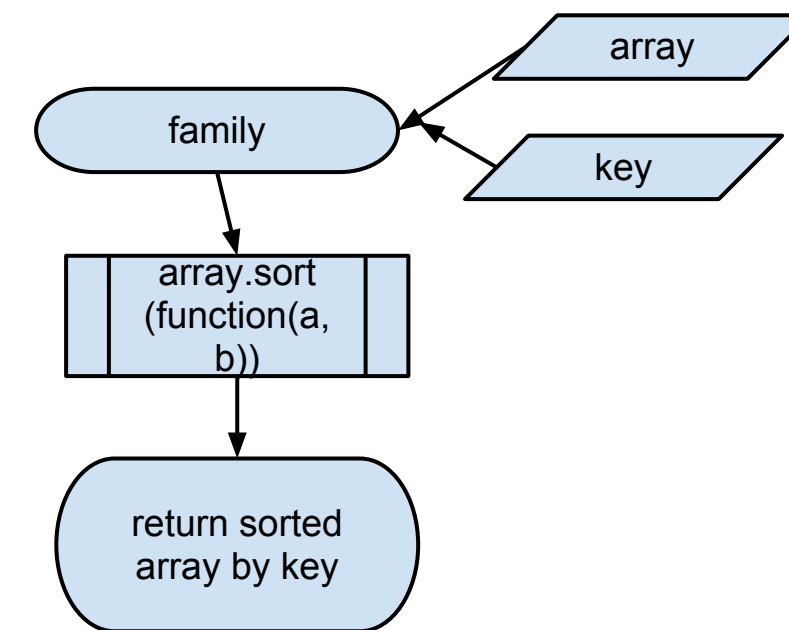 array
family
key
array.sort
(function(a,
b))
return sorted
array by key